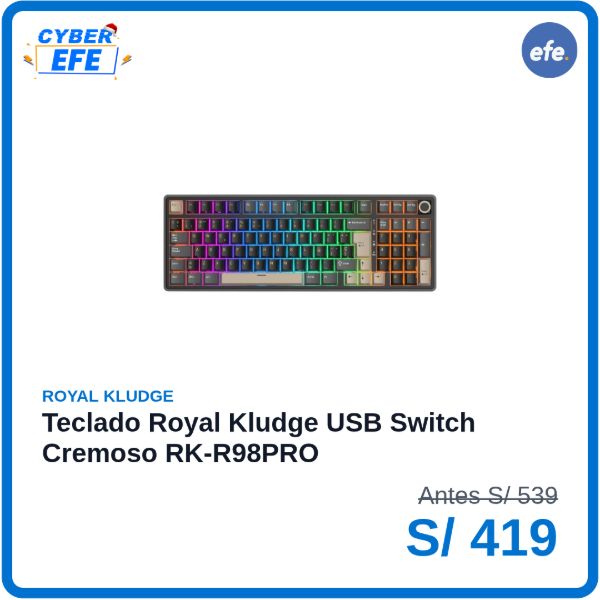 CYBER
EFE
efe.
ROYAL KLUDGE
Teclado Royal Kludge USB Switch
Cremoso RK-R98PRO
Antes S/ 539
S/ 419